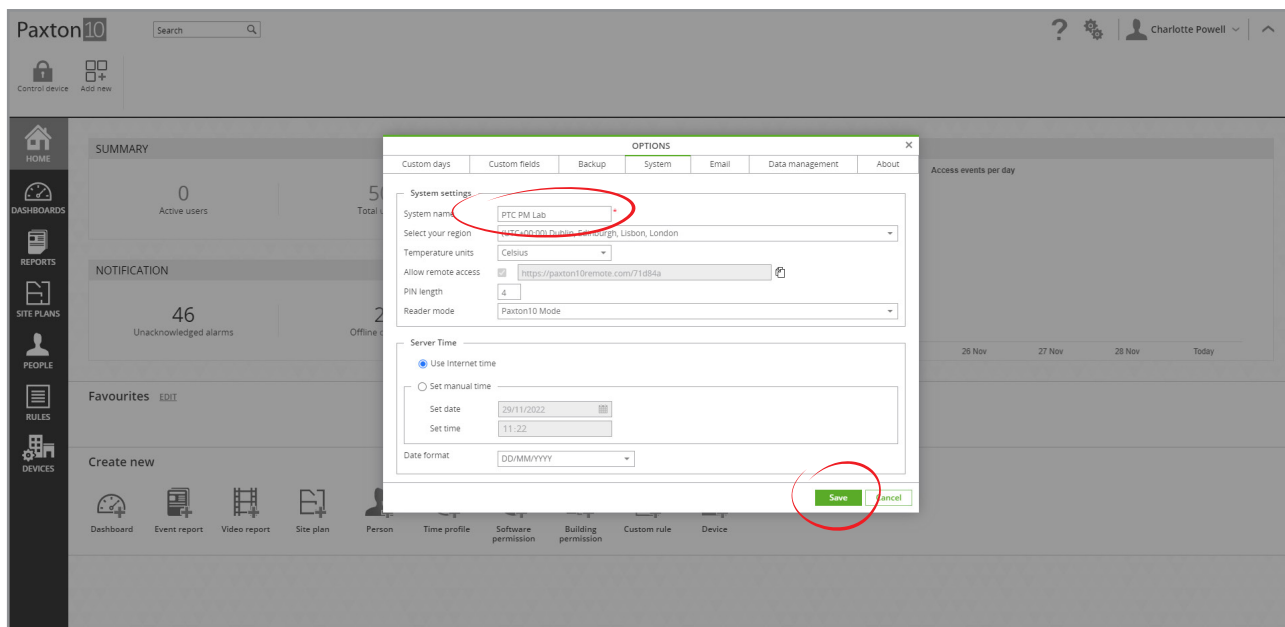 Paxton 10
Search
Charlotte Powell
Control device
Add new
HOME
DASHBOARDS
REPORTS
SITE PLANS
PEOPLE
RULES
DEVICES
SUMMARY
0
Active users
NOTIFICATION
46
Unacknowledged alarms
Offline
Access events per day
26 Nov 27 Nov 28 Nov Today
OPTIONS
Custom days Custom fields Backup System Email Data management About
System settings
System name PTC PM Lab *
Select your region (UTC+00:00) Dublin, Edinburgh, Lisbon, London
Temperature units Celsius
Allow remote access https://paxton10remote.com/71d84a
PIN length 4
Reader mode Paxton10 Mode
Server Time
Use Internet time
Set manual time
Set date 29/11/2022
Set time 11:22
Date format DD/MM/YYYY
Save Cancel
Favourites EDIT
Create new
Dashboard
Event report
Video report
Site plan
Person
Time profile
Software
permission
Building
permission
Custom rule
Device